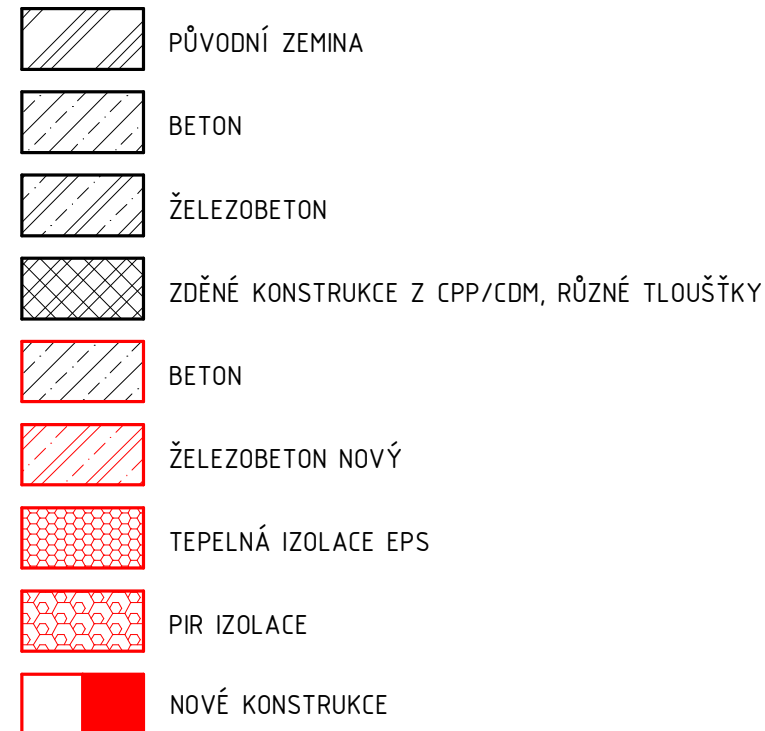 PŮVODNÍ ZEMINA
BETON
ŽELEZOBETON
ZDĚNÉ KONSTRUKCE Z CPP/CDM, RŮZNÉ TLOUŠŤKY
BETON
ŽELEZOBETON NOVÝ
TEPELNÁ IZOLACE EPS
PIR IZOLACE
NOVÉ KONSTRUKCE